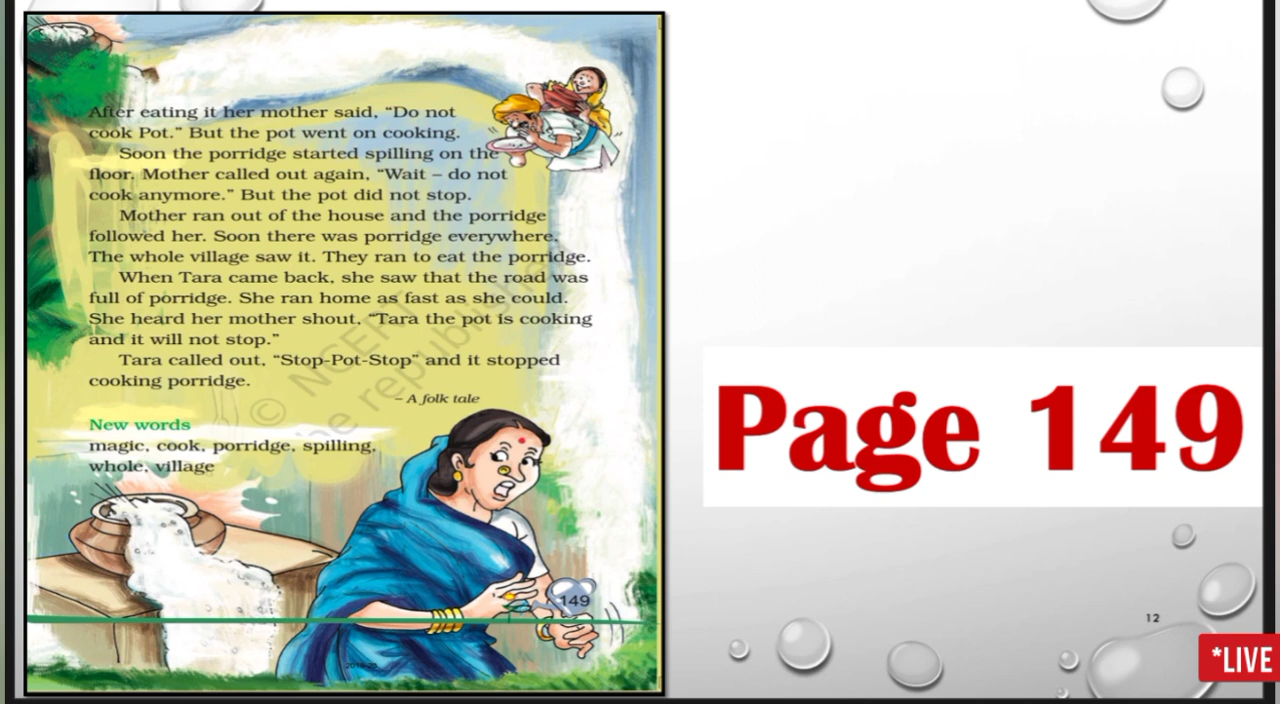 After eating it her mother said, “Do not
cook Pot.” But the pot went on cooking.
Soon the porridge started spilling on the
floor. Mother called out again, “Wait – do not
cook anymore.” But the pot did not stop.
Mother ran out of the house and the porridge
followed her. Soon there was porridge everywhere.
The whole village saw it. They ran to eat the porridge.
When Tara came back, she saw that the road was
full of porridge. She ran home as fast as she could.
She heard her mother shout, “Tara the pot is cooking
and it will not stop.”
Tara called out, “Stop-Pot-Stop” and it stopped
cooking porridge.
– A folk tale
New words
magic, cook, porridge, spilling,
whole, village
© NCERT
be republishe
149
Page 149
12
*LIVE